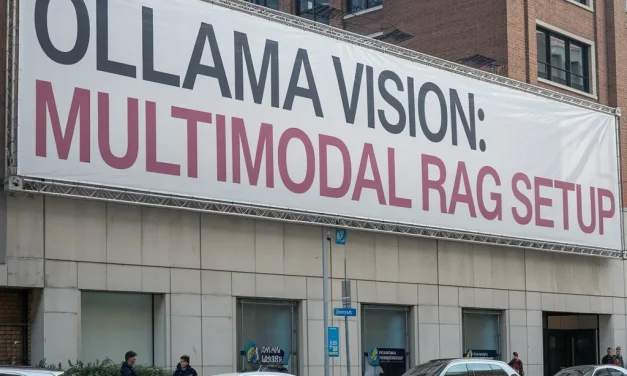 OLLAMA VISION:
MULTIMODAL RAG SETUP